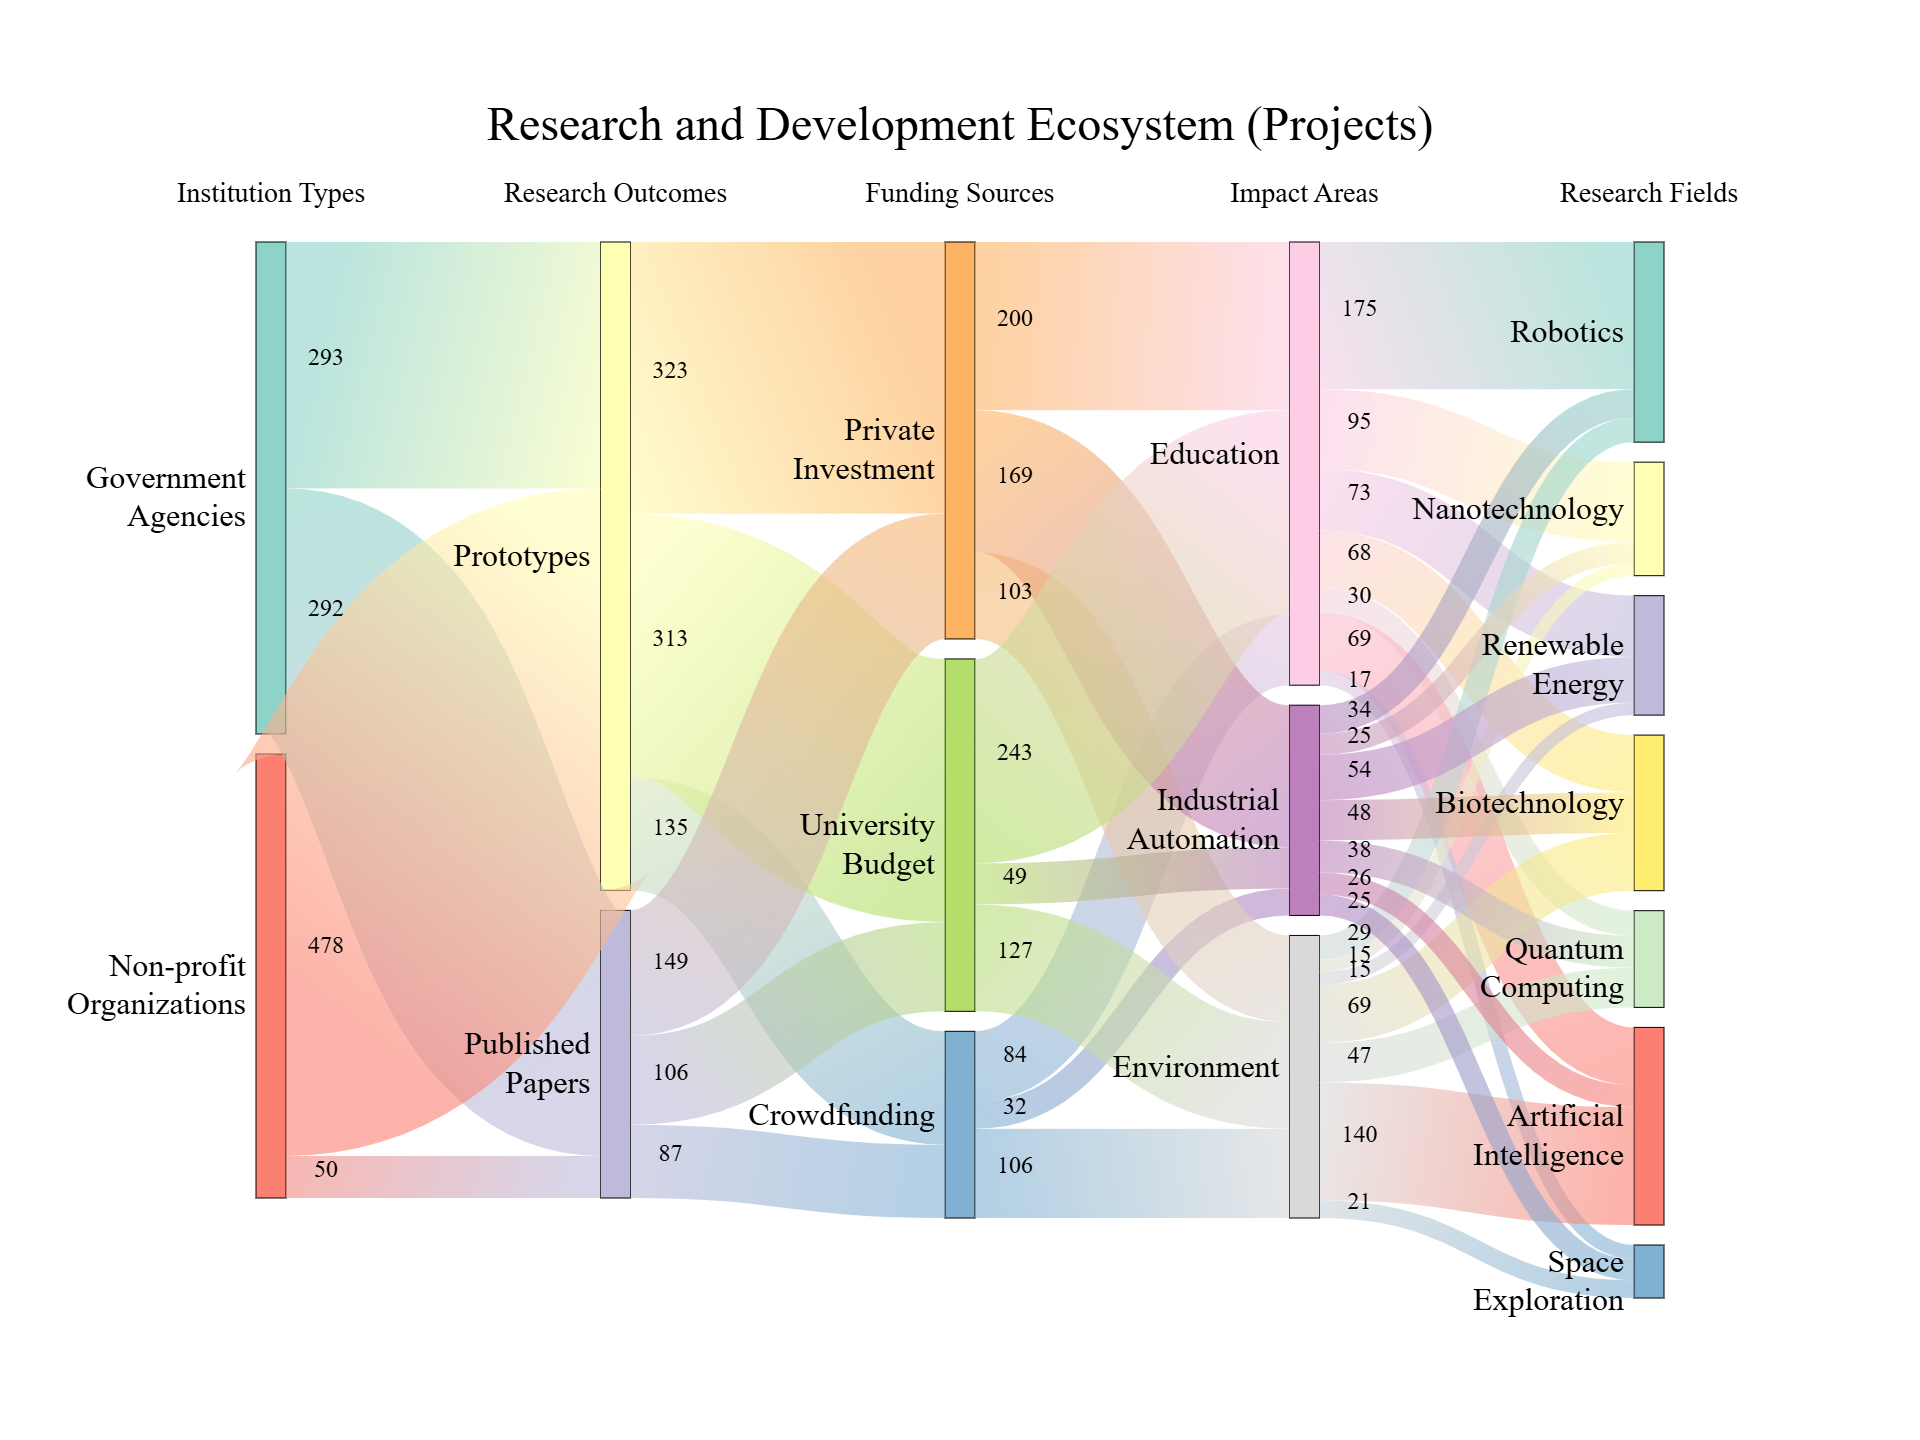 Research and Development Ecosystem (Projects)
Institution Types
Research Outcomes
Funding Sources
Impact Areas
Research Fields
Government
Agencies
Non-profit
Organizations
293
292
478
50
Prototypes
Published
Papers
323
313
135
149
106
87
Private
Investment
University
Budget
Crowdfunding
200
169
103
243
49
127
84
32
106
Education
Industrial
Automation
Environment
175
95
73
68
30
69
17
34
25
54
48
38
26
25
29
15
15
69
47
140
21
Robotics
Nanotechnology
Renewable
Energy
Biotechnology
Quantum
Computing
Artificial
Intelligence
Space
Exploration